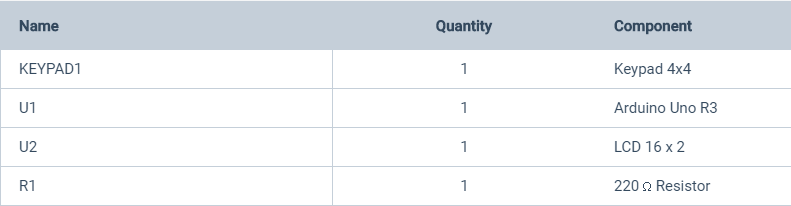 Name Quantity Component
KEYPAD1 1 Keypad 4x4
U1 1 Arduino Uno R3
U2 1 LCD 16 x 2
R1 1 220 Ω Resistor